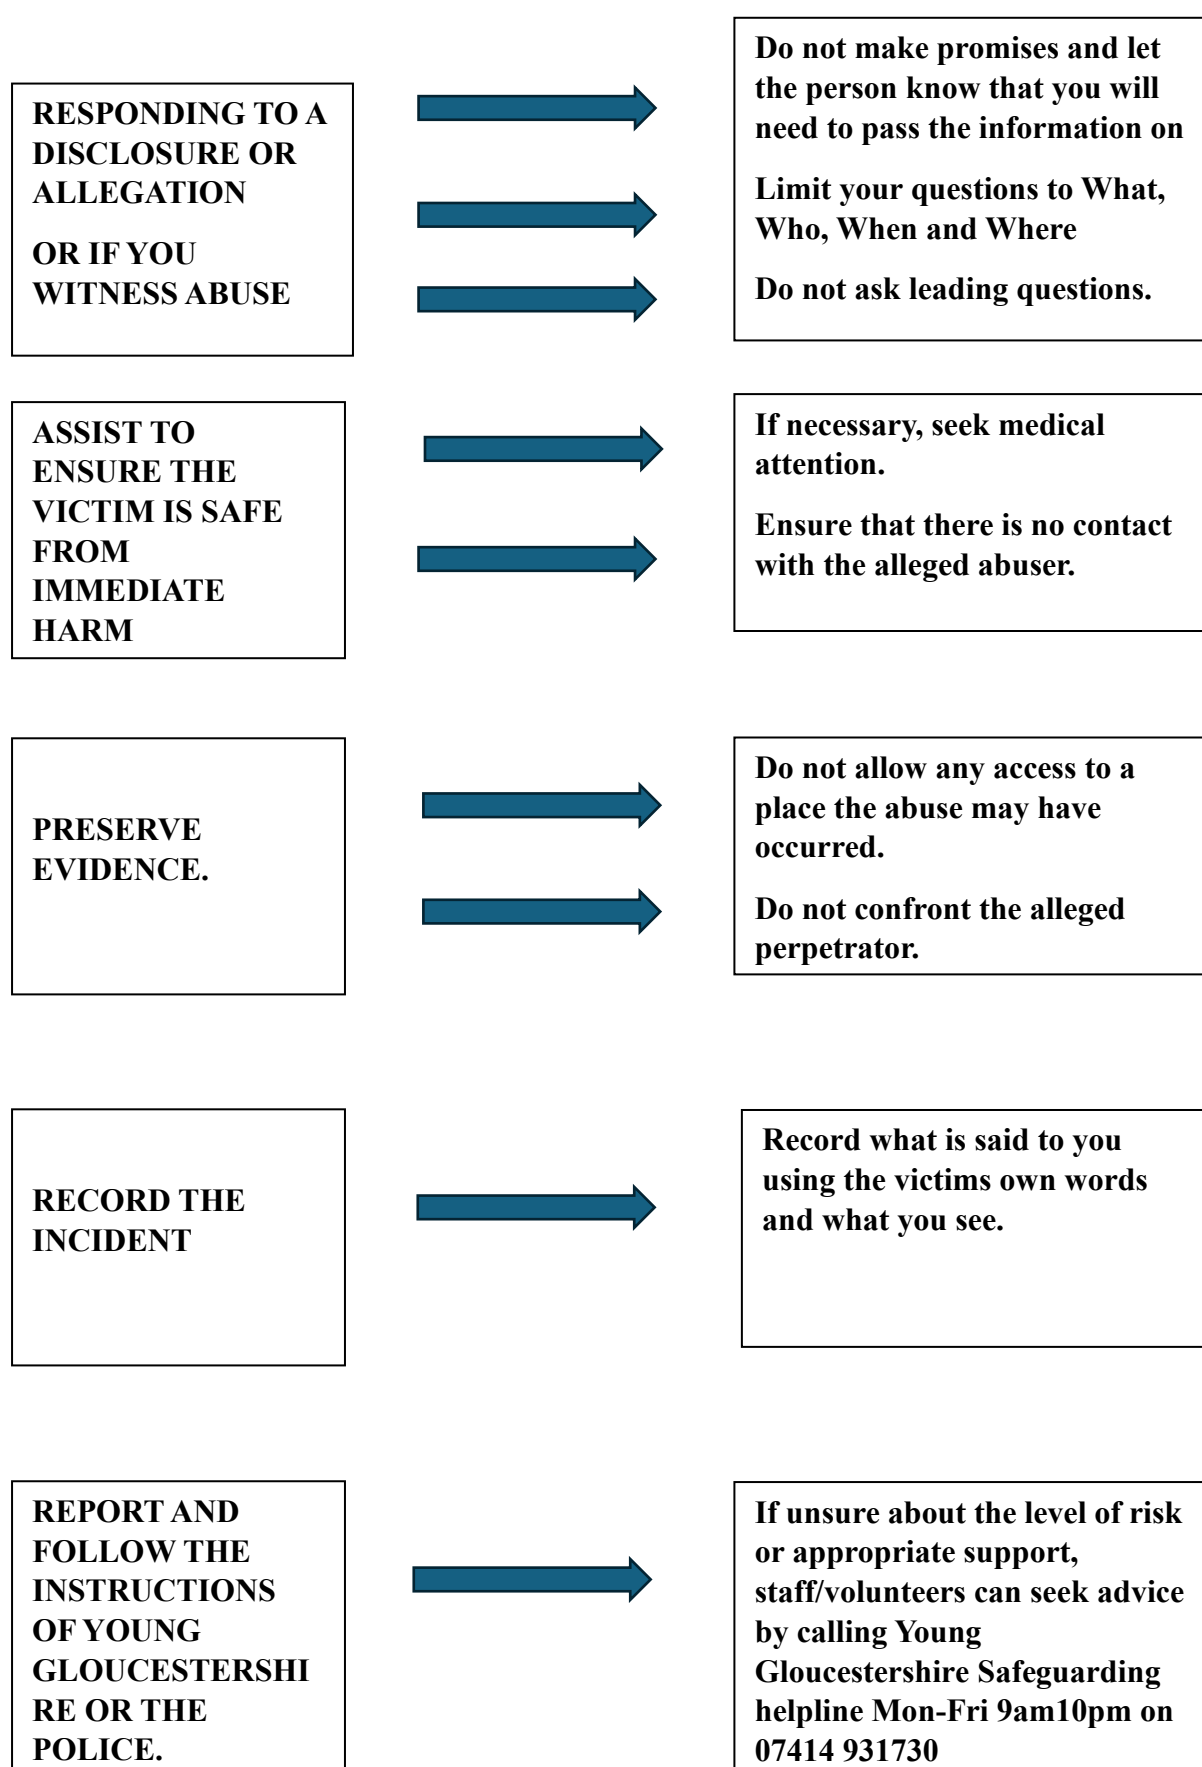 RESPONDING TO A
DISCLOSURE OR
ALLEGATION
OR IF YOU
WITNESS ABUSE
Do not make promises and let
the person know that you will
need to pass the information on
Limit your questions to What,
Who, When and Where
Do not ask leading questions.
ASSIST TO
ENSURE THE
VICTIM IS SAFE
FROM
IMMEDIATE
HARM
If necessary, seek medical
attention.
Ensure that there is no contact
with the alleged abuser.
PRESERVE
EVIDENCE.
Do not allow any access to a
place the abuse may have
occurred.
Do not confront the alleged
perpetrator.
RECORD THE
INCIDENT
Record what is said to you
using the victims own words
and what you see.
REPORT AND
FOLLOW THE
INSTRUCTIONS
OF YOUNG
GLOUCESTERSHI
RE OR THE
POLICE.
If unsure about the level of risk
or appropriate support,
staff/volunteers can seek advice
by calling Young
Gloucestershire Safeguarding
helpline Mon-Fri 9am10pm on
07414 931730